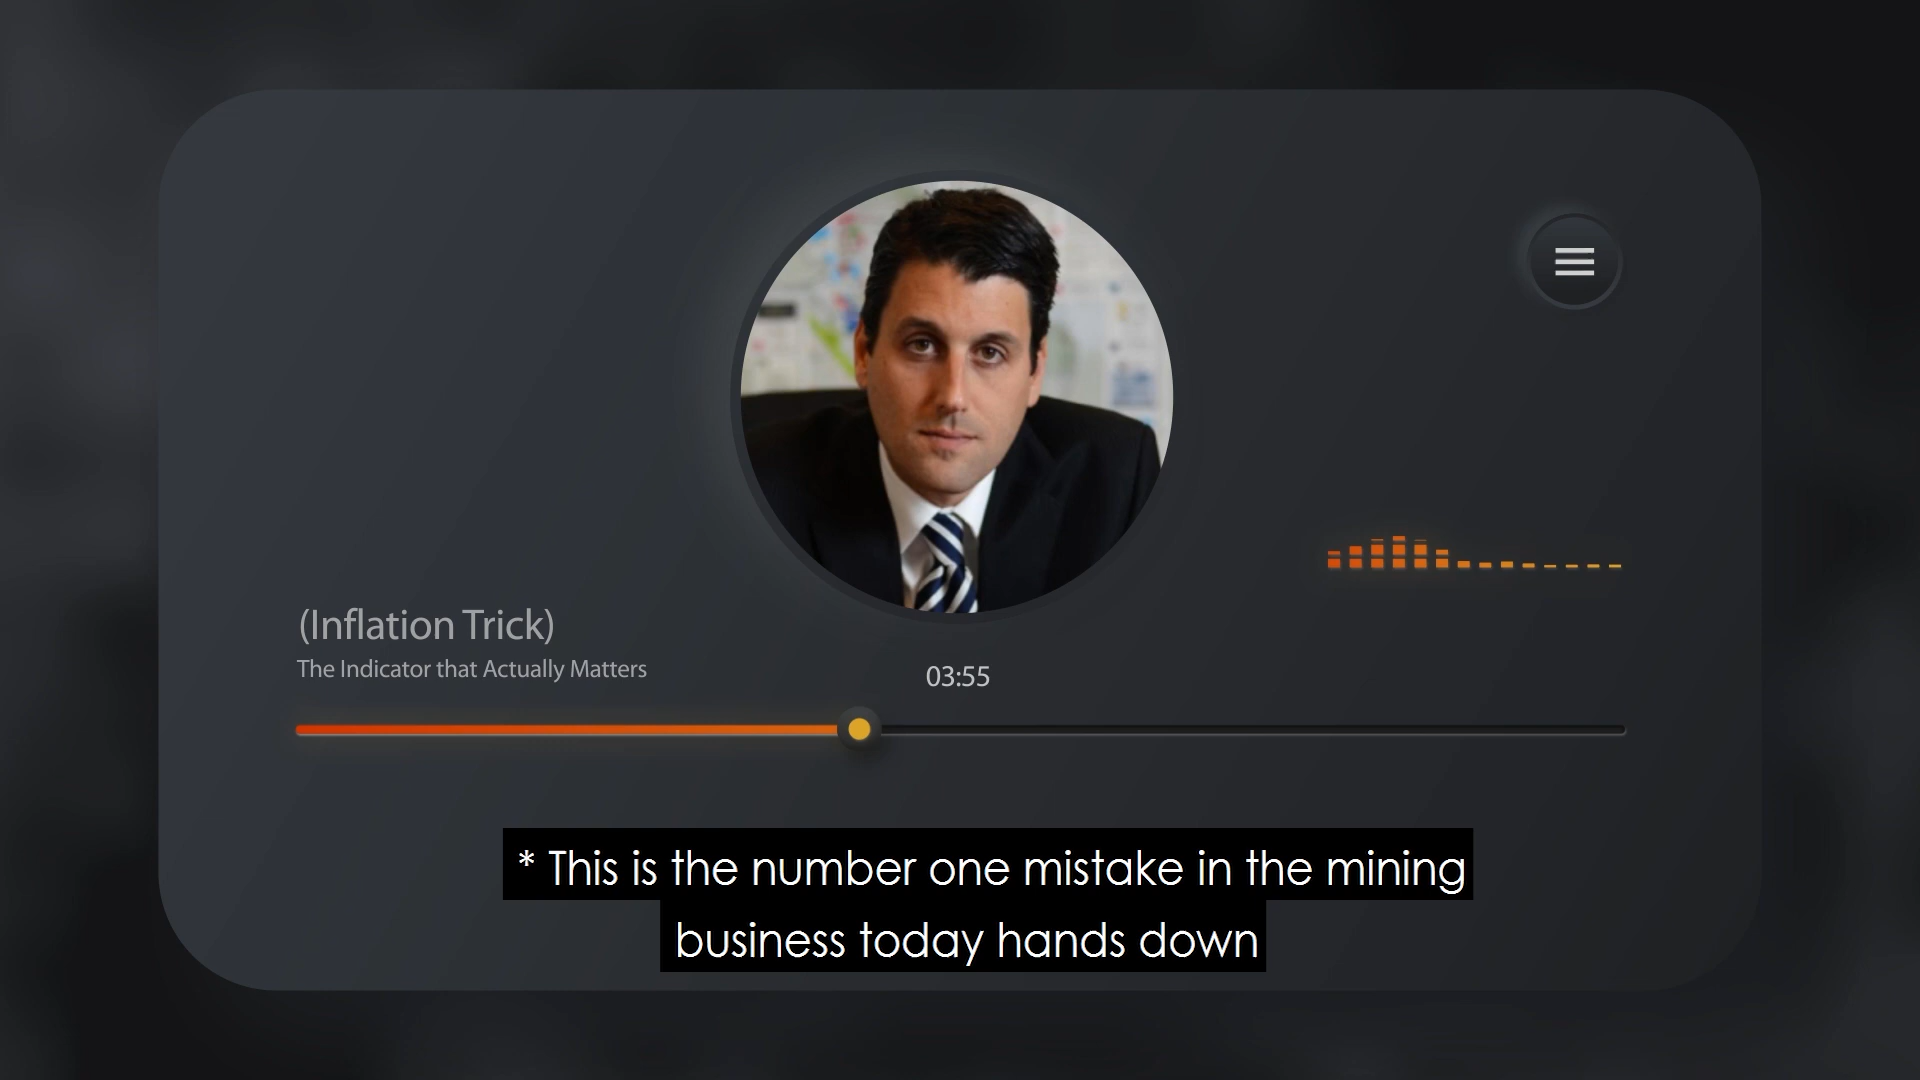 (Inflation Trick)
The Indicator that Actually Matters
03:55
* This is the number one mistake in the mining
business today hands down